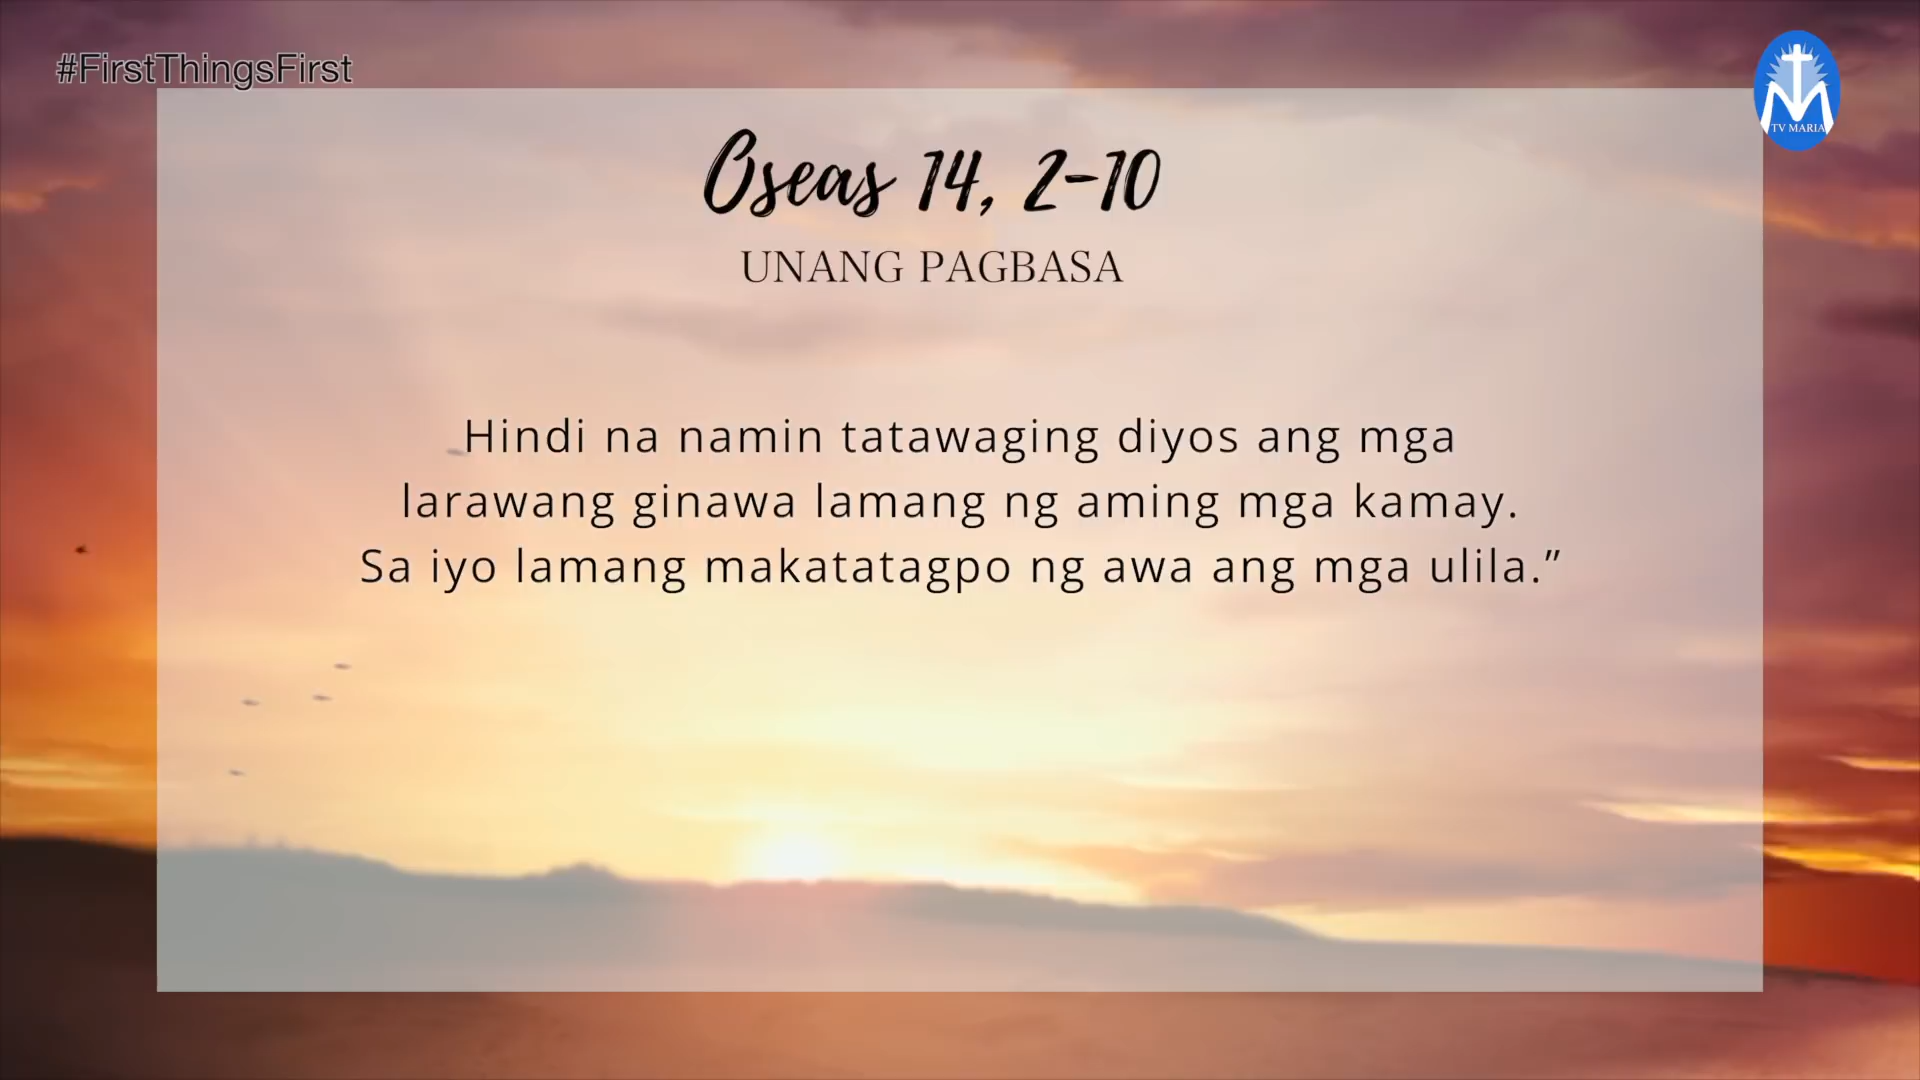 #FirstThingsFirst
TV MARIA
Oseas 14, 2-10
UNANG PAGBASA
Hindi na namin tatawaging diyos ang mga
larawang ginawa lamang ng aming mga kamay.
Sa iyo lamang makatatagpo ng awa ang mga ulila.”